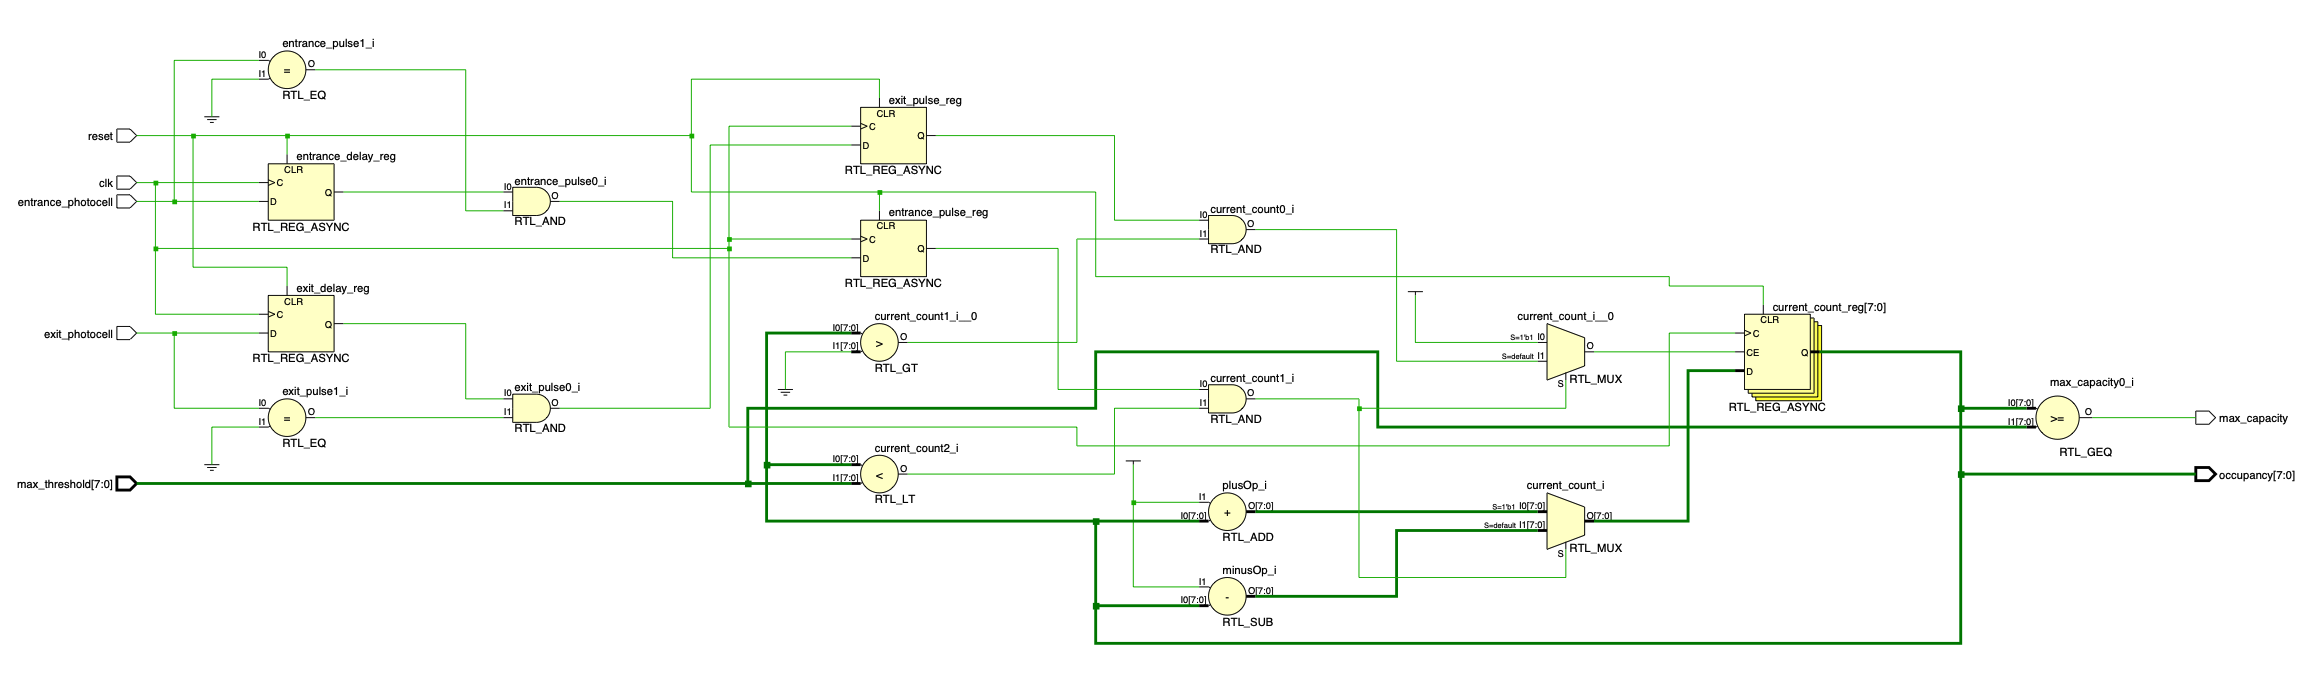 entrance_pulse1_i
I0
I1
=
O
RTL_EQ
reset
clk
entrance_photocell
entrance_delay_reg
CLR
C
D
Q
RTL_REG_ASYNC
entrance_pulse0_i
I0
I1
O
RTL_AND
exit_delay_reg
CLR
C
D
Q
RTL_REG_ASYNC
exit_photocell
exit_pulse1_i
I0
I1
=
O
RTL_EQ
exit_pulse0_i
I0
I1
O
RTL_AND
max_threshold[7:0]
exit_pulse_reg
CLR
C
D
Q
RTL_REG_ASYNC
entrance_pulse_reg
CLR
C
D
Q
RTL_REG_ASYNC
current_count1_i__0
I0[7:0]
I1[7:0]
>
O
RTL_GT
current_count2_i
I0[7:0]
I1[7:0]
<
O
RTL_LT
current_count0_i
I0
I1
O
RTL_AND
current_count1_i
I0
I1
O
RTL_AND
plusOp_i
I1
I0[7:0]
+
O[7:0]
RTL_ADD
minusOp_i
I1
I0[7:0]
-
O[7:0]
RTL_SUB
current_count_i__0
S=1'b1 I0
S=default I1
O
S
RTL_MUX
current_count_i
S=1'b1 I0[7:0]
S=default I1[7:0]
O[7:0]
S
RTL_MUX
current_count_reg[7:0]
CLR
C
CE
D
Q
RTL_REG_ASYNC
max_capacity0_i
I0[7:0]
I1[7:0]
>=
O
RTL_GEQ
max_capacity
occupancy[7:0]